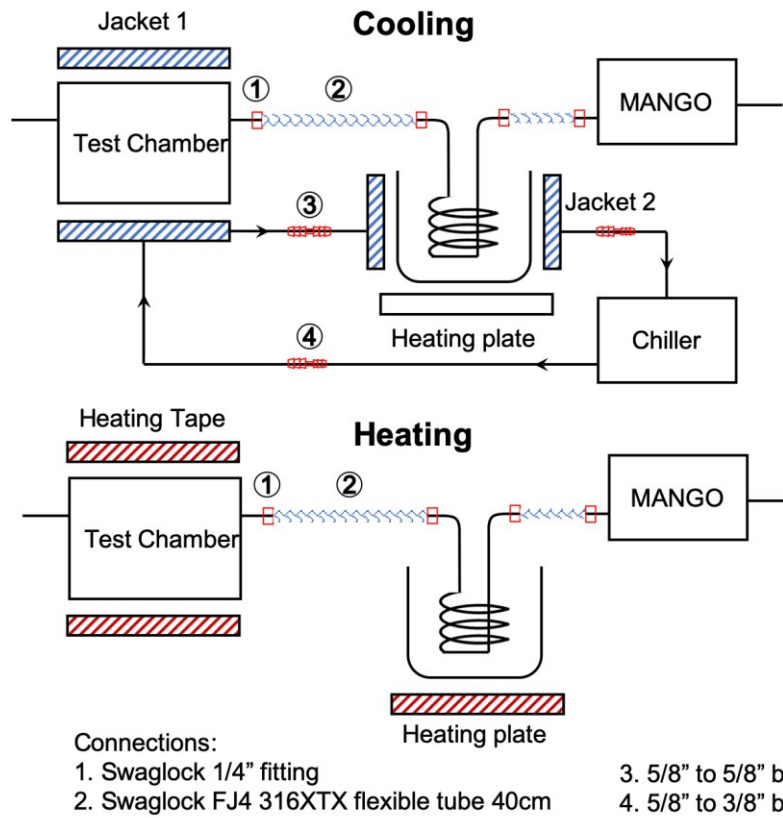 Jacket 1
Cooling
① ②
MANGO
Test Chamber
③
Jacket 2
④
Heating plate
Chiller
Heating Tape
Heating
① ②
MANGO
Test Chamber
Heating plate
Connections:
1. Swaglock 1/4” fitting
3. 5/8” to 5/8” b
2. Swaglock FJ4 316XTX flexible tube 40cm
4. 5/8” to 3/8” b